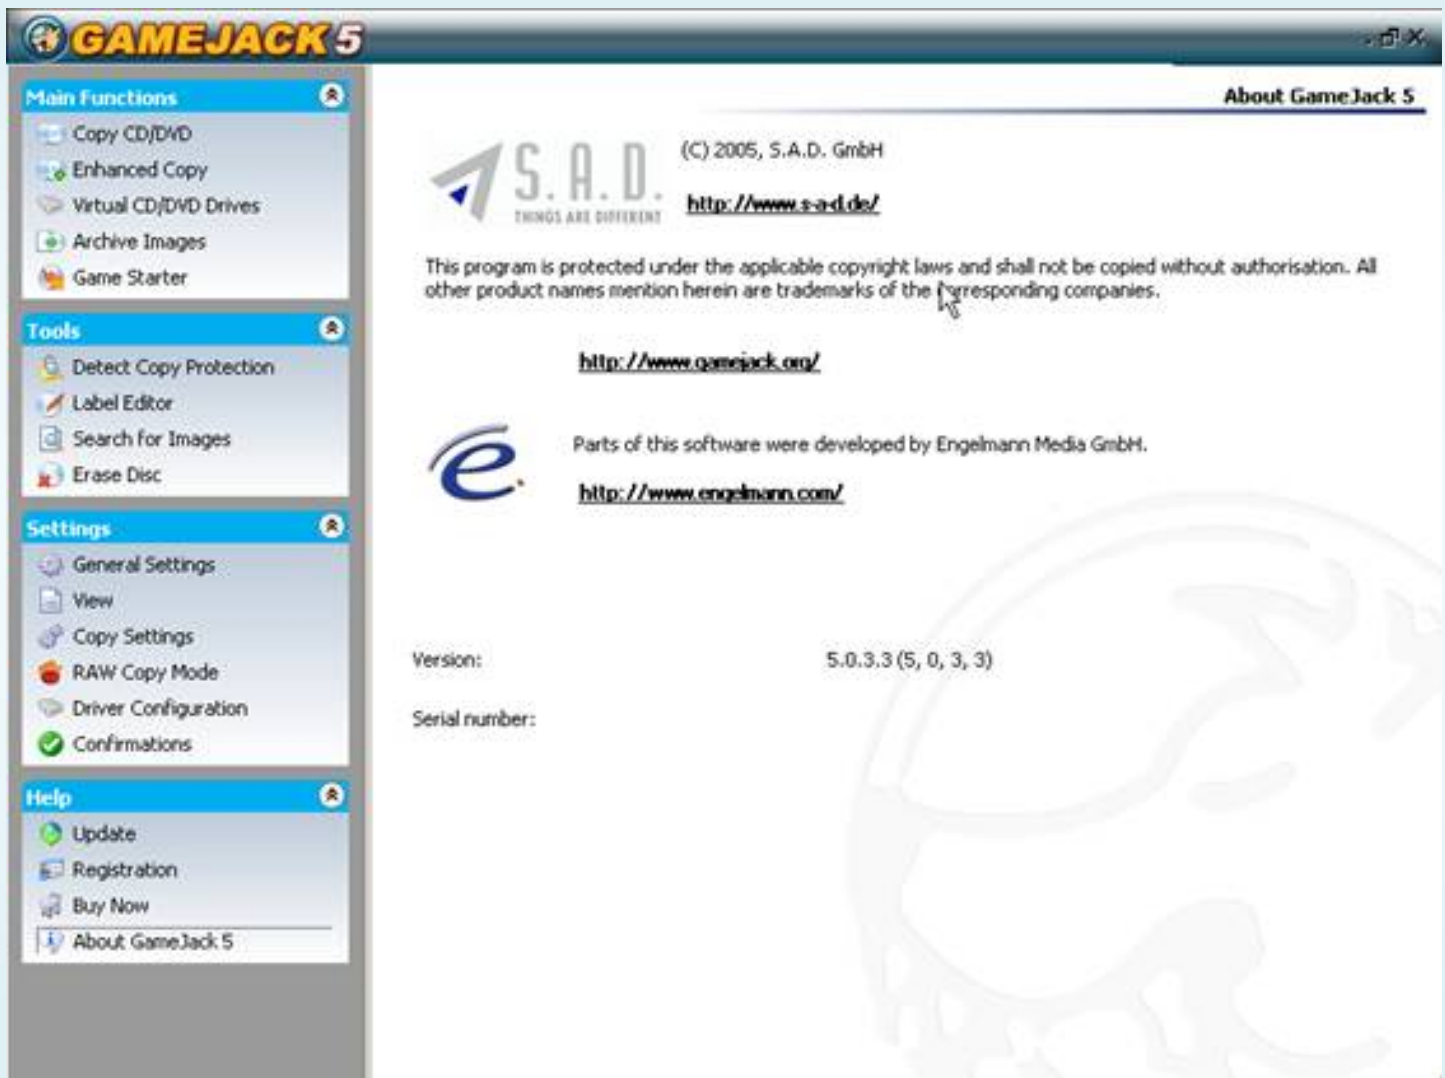 GAMEJACK 5
Main Functions
Copy CD/DVD
Enhanced Copy
Virtual CD/DVD Drives
Archive Images
Game Starter
Tools
Detect Copy Protection
Label Editor
Search for Images
Erase Disc
Settings
General Settings
View
Copy Settings
RAW Copy Mode
Driver Configuration
Confirmations
Help
Update
Registration
Buy Now
About GameJack 5
About GameJack 5
S.A.D.
THINGS ARE DIFFERENT
(C) 2005, S.A.D. GmbH
http://www.s-a-d.de/
This program is protected under the applicable copyright laws and shall not be copied without authorisation. All
other product names mention herein are trademarks of the corresponding companies.
http://www.gamejack.org/
e.
Parts of this software were developed by Engelmann Media GmbH.
http://www.engelmann.com/
Version: 5.0.3.3 (5, 0, 3, 3)
Serial number: